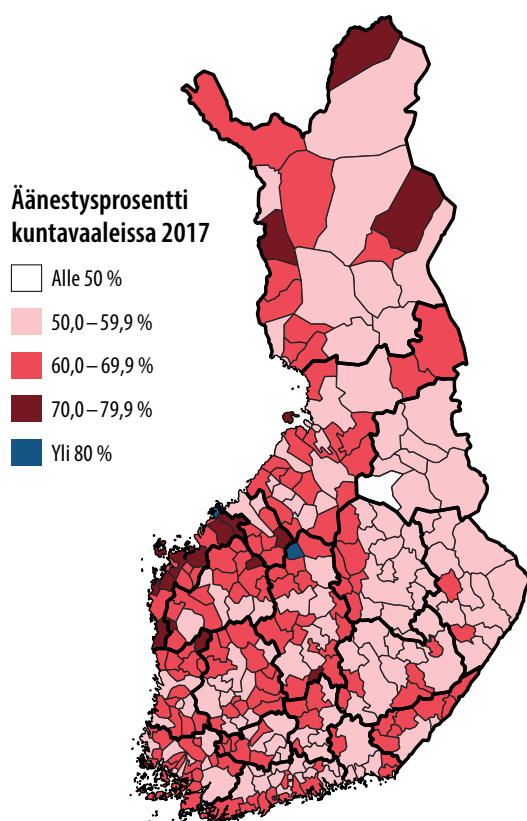 Äänestysprosentti
kuntavaaleissa 2017
Alle 50 %
50,0–59,9 %
60,0–69,9 %
70,0–79,9 %
Yli 80 %